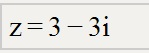 z = 3 − 3i